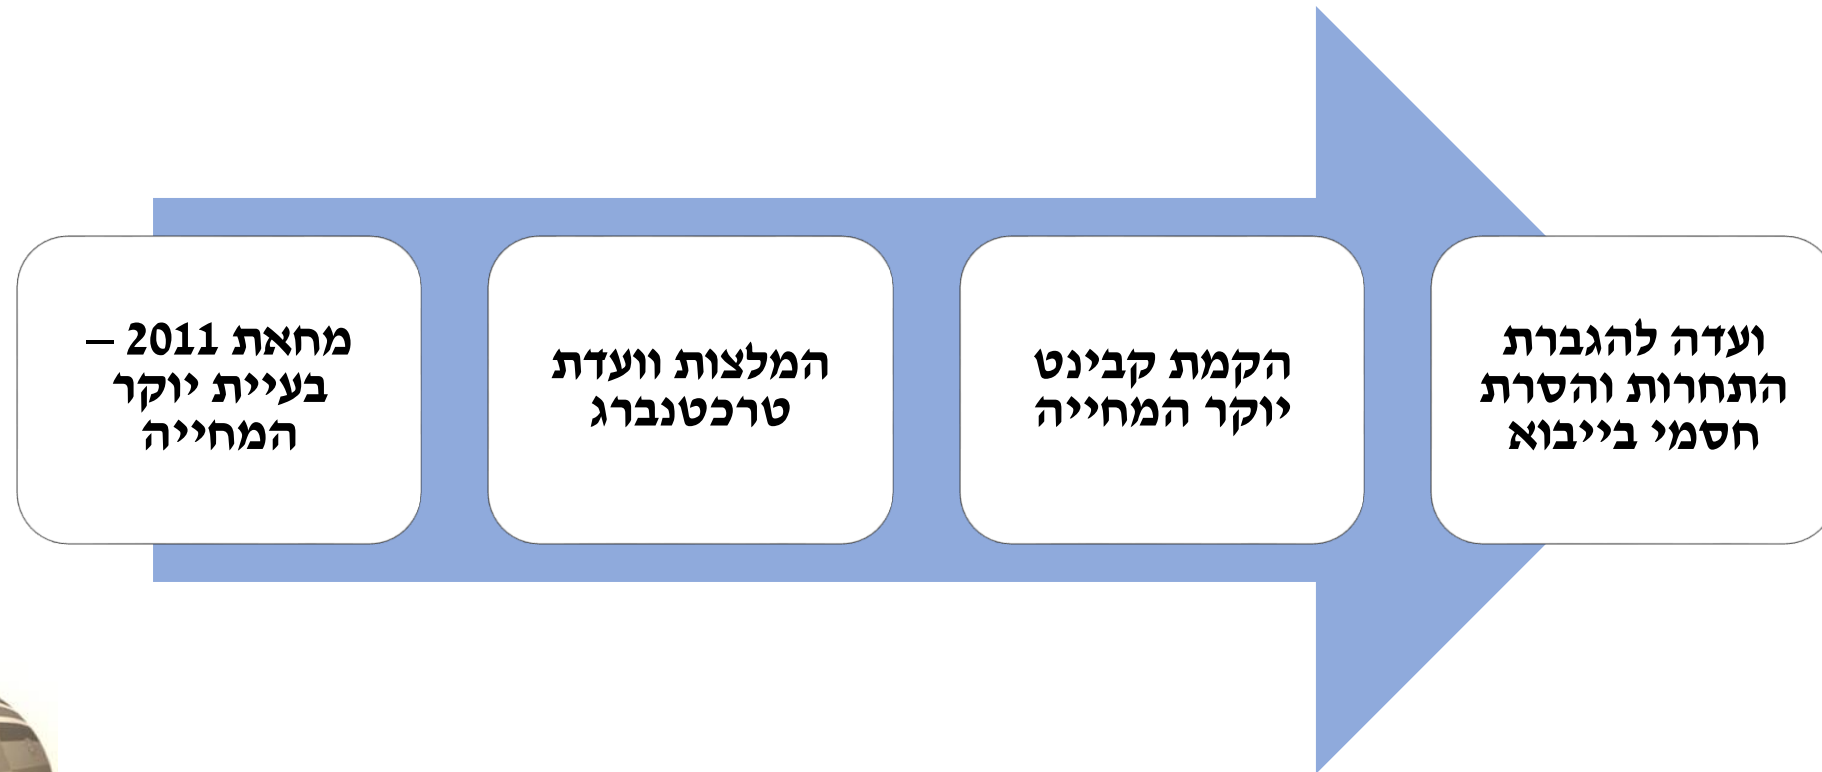 מחאת 2011 –
בעיית יוקר
המחייה
המלצות וועדת
טרכטנברג
הקמת קבינט
יוקר המחייה
ועדה להגברת
התחרות והסרת
חסמי בייבוא